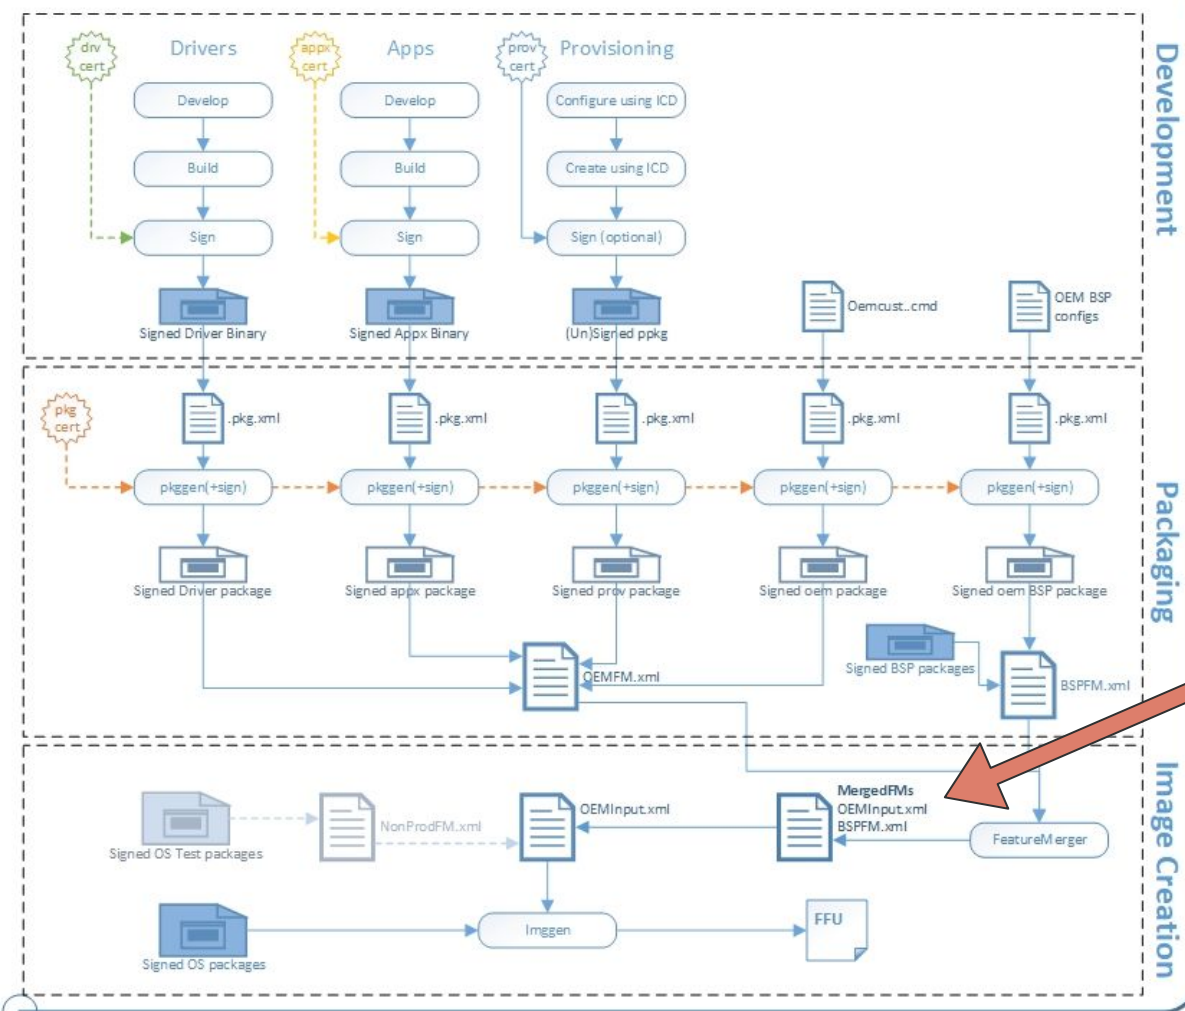 Development
drv
cert
Drivers
appx
cert
Apps
prov
cert
Provisioning
Develop
Develop
Configure using ICD
Build
Build
Create using ICD
Sign
Sign
Sign (optional)
Signed Driver Binary
Signed Appx Binary
(Un)Signed ppkg
Oemcust..cmd
OEM BSP
configs
Packaging
pkg
cert
.pkg.xml
.pkg.xml
.pkg.xml
.pkg.xml
.pkg.xml
pkggen(+sign)
pkggen(+sign)
pkggen(+sign)
pkggen(+sign)
pkggen(+sign)
Signed Driver package
Signed appx package
Signed prov package
Signed oem package
Signed oem BSP package
Signed BSP packages
OEMFM.xml
BSPFM.xml
Image Creation
Signed OS Test packages
NonProdFM.xml
OEMInput.xml
MergedFMs
OEMInput.xml
BSPFM.xml
FeatureMerger
Signed OS packages
Imggen
FFU